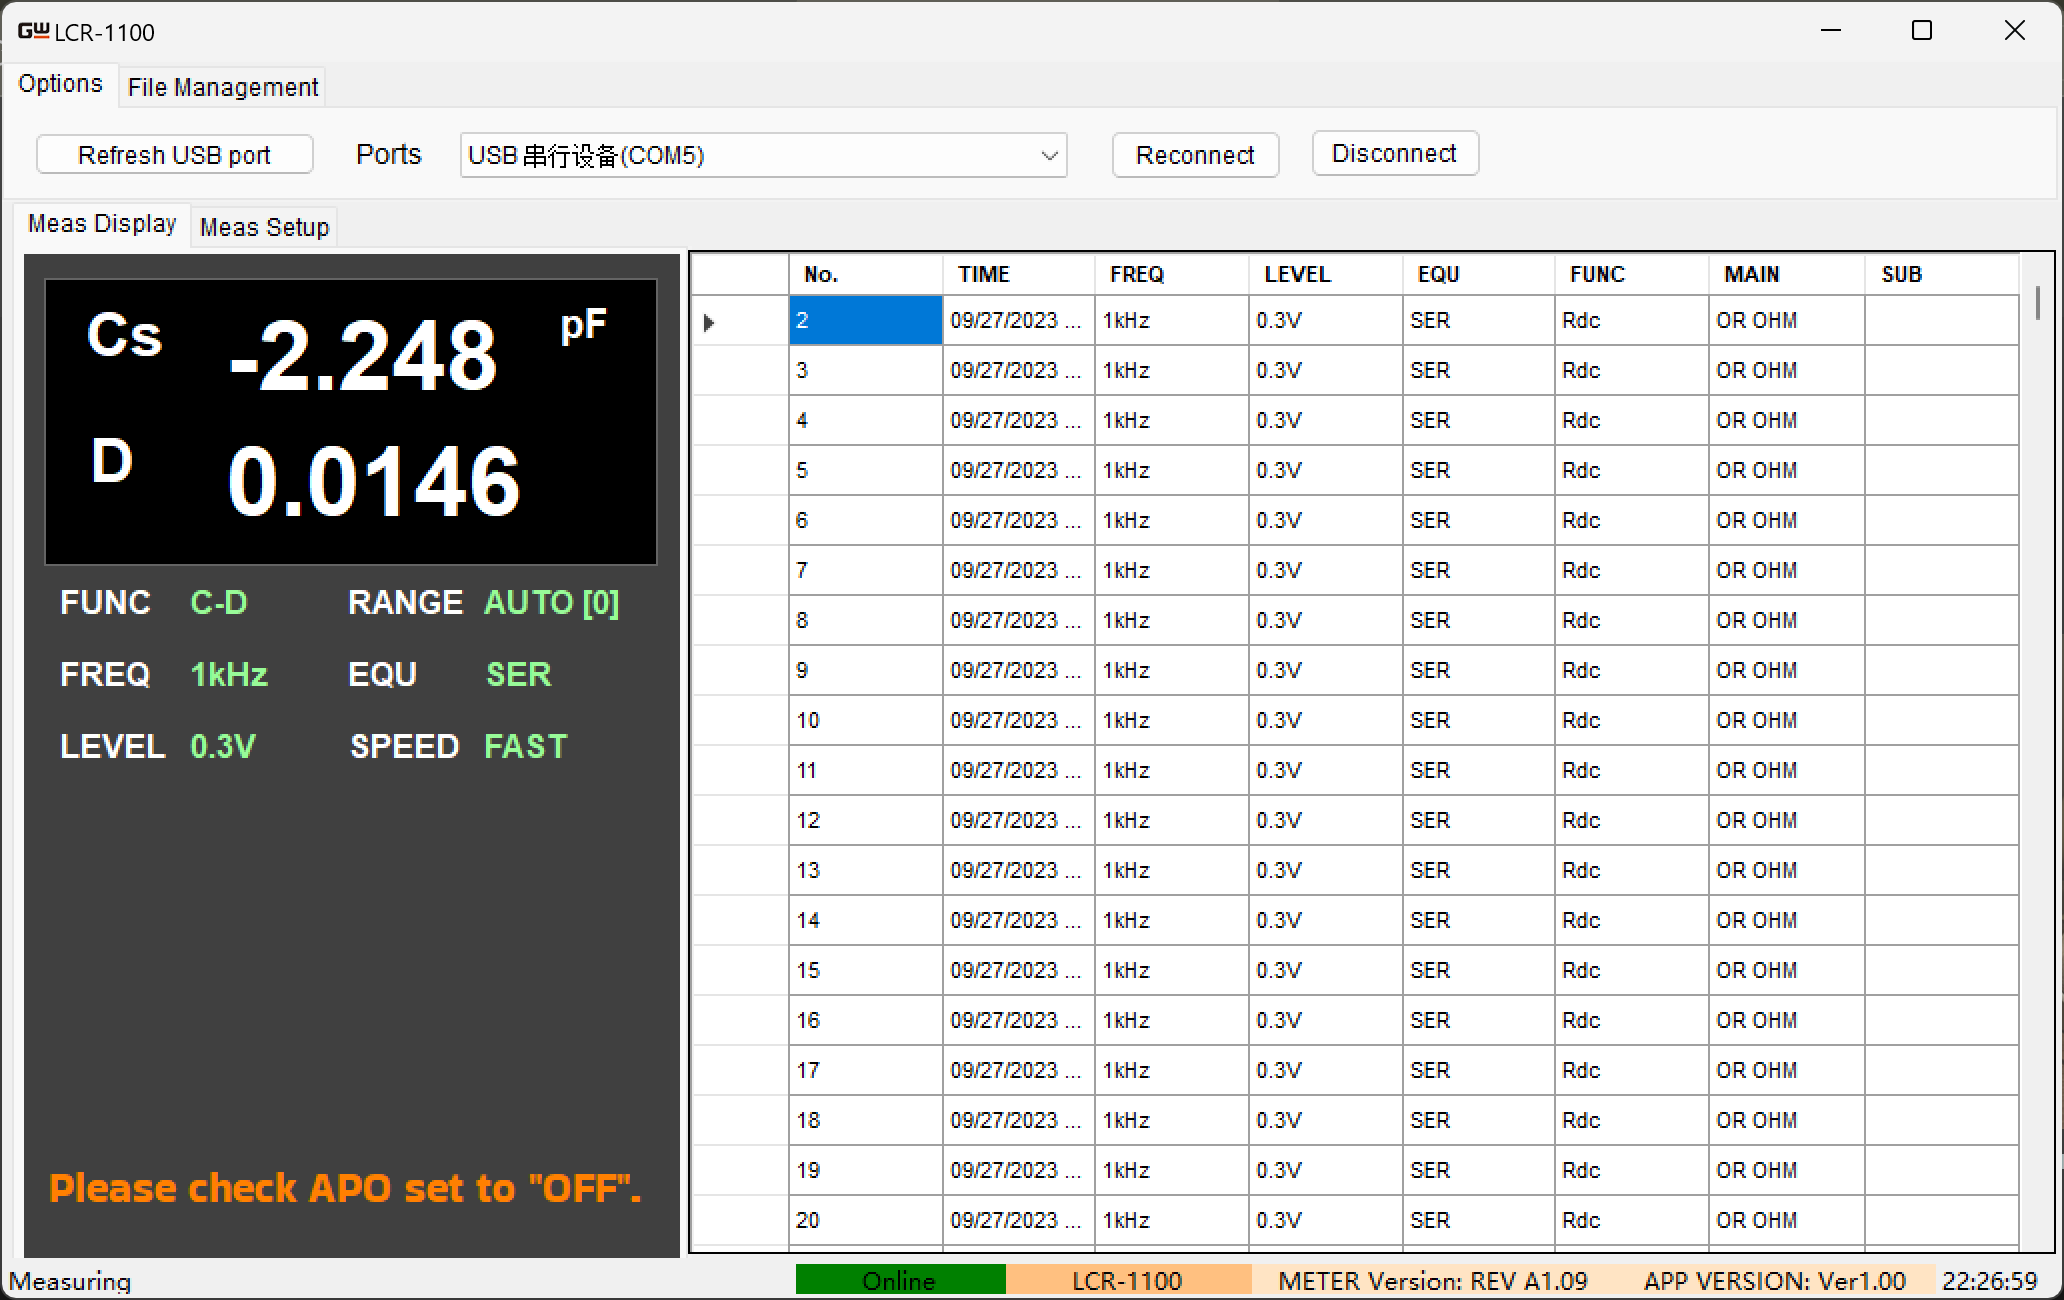 GW LCR-1100
Options File Management
Refresh USB port Ports USB 串行设备(COM5) Reconnect Disconnect
Meas Display Meas Setup
Cs -2.248 pF
D 0.0146
FUNC C-D RANGE AUTO [0]
FREQ 1kHz EQU SER
LEVEL 0.3V SPEED FAST
Please check APO set to "OFF".
No. TIME FREQ LEVEL EQU FUNC MAIN SUB
2 09/27/2023 ... 1kHz 0.3V SER Rdc OR OHM
3 09/27/2023 ... 1kHz 0.3V SER Rdc OR OHM
4 09/27/2023 ... 1kHz 0.3V SER Rdc OR OHM
5 09/27/2023 ... 1kHz 0.3V SER Rdc OR OHM
6 09/27/2023 ... 1kHz 0.3V SER Rdc OR OHM
7 09/27/2023 ... 1kHz 0.3V SER Rdc OR OHM
8 09/27/2023 ... 1kHz 0.3V SER Rdc OR OHM
9 09/27/2023 ... 1kHz 0.3V SER Rdc OR OHM
10 09/27/2023 ... 1kHz 0.3V SER Rdc OR OHM
11 09/27/2023 ... 1kHz 0.3V SER Rdc OR OHM
12 09/27/2023 ... 1kHz 0.3V SER Rdc OR OHM
13 09/27/2023 ... 1kHz 0.3V SER Rdc OR OHM
14 09/27/2023 ... 1kHz 0.3V SER Rdc OR OHM
15 09/27/2023 ... 1kHz 0.3V SER Rdc OR OHM
16 09/27/2023 ... 1kHz 0.3V SER Rdc OR OHM
17 09/27/2023 ... 1kHz 0.3V SER Rdc OR OHM
18 09/27/2023 ... 1kHz 0.3V SER Rdc OR OHM
19 09/27/2023 ... 1kHz 0.3V SER Rdc OR OHM
20 09/27/2023 ... 1kHz 0.3V SER Rdc OR OHM
Measuring Online LCR-1100 METER Version: REV A1.09 APP VERSION: Ver1.00 22:26:59